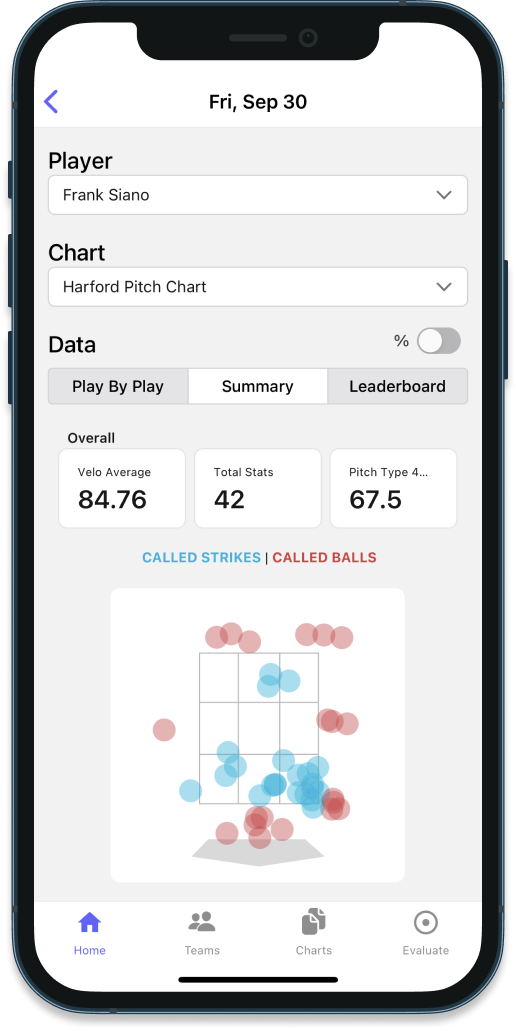 Fri, Sep 30
Player
Frank Siano
Chart
Harford Pitch Chart
Data
%
Play By Play Summary Leaderboard
Overall
Velo Average Total Stats Pitch Type 4...
84.76 42 67.5
CALLED STRIKES | CALLED BALLS
Home Teams Charts Evaluate